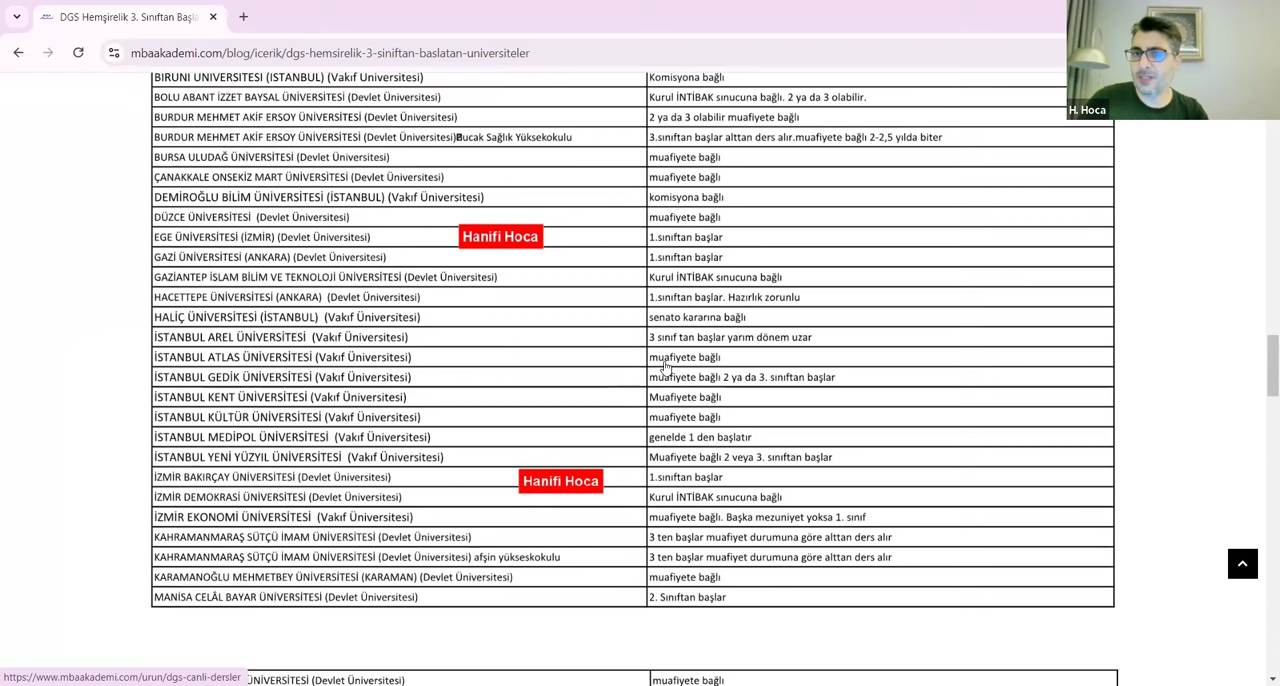 DGS Hemşirelik 3. Sınıftan Başla
mbaakademi.com/blog/icerik/dgs-hemsirelik-3-siniftan-baslatan-universiteler
H. Hoca
BİRUNİ ÜNİVERSİTESİ (İSTANBUL) (Vakıf Üniversitesi) Komisyona bağlı
BOLU ABANT İZZET BAYSAL ÜNİVERSİTESİ (Devlet Üniversitesi) Kurul İNTİBAK sınucuna bağlı. 2 ya da 3 olabilir.
BURDUR MEHMET AKİF ERSOY ÜNİVERSİTESİ (Devlet Üniversitesi) 2 ya da 3 olabilir muafiyete bağlı
BURDUR MEHMET AKİF ERSOY ÜNİVERSİTESİ (Devlet Üniversitesi)Bucak Sağlık Yüksekokulu 3.sınıftan başlar alttan ders alır.muafiyete bağlı 2-2,5 yılda biter
BURSA ULUDAĞ ÜNİVERSİTESİ (Devlet Üniversitesi) muafiyete bağlı
ÇANAKKALE ONSEKİZ MART ÜNİVERSİTESİ (Devlet Üniversitesi) muafiyete bağlı
DEMİROĞLU BİLİM ÜNİVERSİTESİ (İSTANBUL) (Vakıf Üniversitesi) komisyona bağlı
DÜZCE ÜNİVERSİTESİ (Devlet Üniversitesi) muafiyete bağlı
EGE ÜNİVERSİTESİ (İZMİR) (Devlet Üniversitesi) Hanifi Hoca 1.sınıftan başlar
GAZİ ÜNİVERSİTESİ (ANKARA) (Devlet Üniversitesi) 1.sınıftan başlar
GAZİANTEP İSLAM BİLİM VE TEKNOLOJİ ÜNİVERSİTESİ (Devlet Üniversitesi) Kurul İNTİBAK sınucuna bağlı
HACETTEPE ÜNİVERSİTESİ (ANKARA) (Devlet Üniversitesi) 1.sınıftan başlar. Hazırlık zorunlu
HALİÇ ÜNİVERSİTESİ (İSTANBUL) (Vakıf Üniversitesi) senato kararına bağlı
İSTANBUL AREL ÜNİVERSİTESİ (Vakıf Üniversitesi) 3 sınıf tan başlar yarım dönem uzar
İSTANBUL ATLAS ÜNİVERSİTESİ (Vakıf Üniversitesi) muafiyete bağlı
İSTANBUL GEDİK ÜNİVERSİTESİ (Vakıf Üniversitesi) muafiyete bağlı 2 ya da 3. sınıftan başlar
İSTANBUL KENT ÜNİVERSİTESİ (Vakıf Üniversitesi) Muafiyete bağlı
İSTANBUL KÜLTÜR ÜNİVERSİTESİ (Vakıf Üniversitesi) muafiyete bağlı
İSTANBUL MEDİPOL ÜNİVERSİTESİ (Vakıf Üniversitesi) genelde 1 den başlatır
İSTANBUL YENİ YÜZYIL ÜNİVERSİTESİ (Vakıf Üniversitesi) Muafiyete bağlı 2 veya 3. sınıftan başlar
İZMİR BAKIRÇAY ÜNİVERSİTESİ (Devlet Üniversitesi) Hanifi Hoca 1.sınıftan başlar
İZMİR DEMOKRASİ ÜNİVERSİTESİ (Devlet Üniversitesi) Kurul İNTİBAK sınucuna bağlı
İZMİR EKONOMİ ÜNİVERSİTESİ (Vakıf Üniversitesi) muafiyete bağlı. Başka mezuniyet yoksa 1. sınıf
KAHRAMANMARAŞ SÜTÇÜ İMAM ÜNİVERSİTESİ (Devlet Üniversitesi) 3 ten başlar muafiyet durumuna göre alttan ders alır
KAHRAMANMARAŞ SÜTÇÜ İMAM ÜNİVERSİTESİ (Devlet Üniversitesi) afşin yükseskokulu 3 ten başlar muafiyet durumuna göre alttan ders alır
KARAMANOĞLU MEHMETBEY ÜNİVERSİTESİ (KARAMAN) (Devlet Üniversitesi) muafiyete bağlı
MANİSA CELÂL BAYAR ÜNİVERSİTESİ (Devlet Üniversitesi) 2. Sınıftan başlar
https://www.mbaakademi.com/urun/dgs-canli-dersler
ÜNİVERSİTESİ (Devlet Üniversitesi) muafiyete bağlı